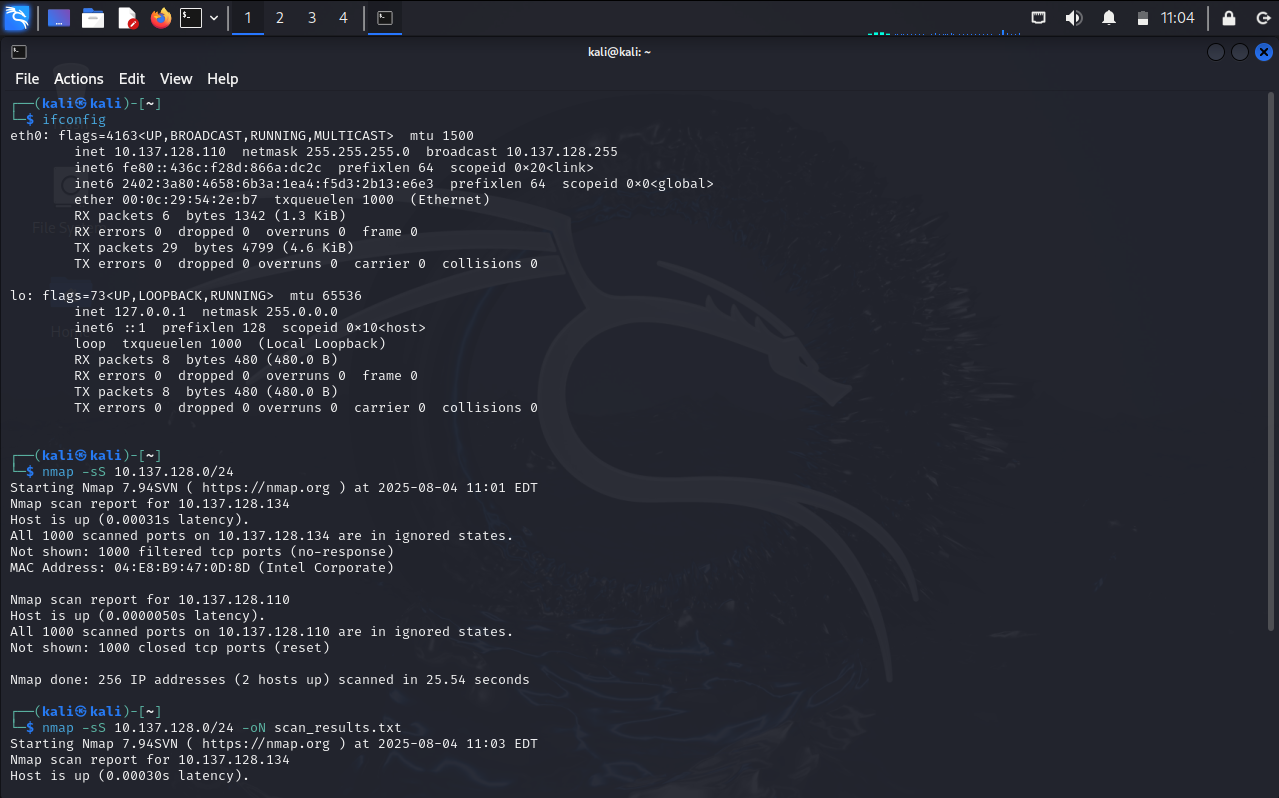 1 2 3 4 11:04
kali@kali: ~
File Actions Edit View Help
┌──(kali㉿kali)-[~]
└─$ ifconfig
eth0: flags=4163<UP,BROADCAST,RUNNING,MULTICAST>  mtu 1500
        inet 10.137.128.110  netmask 255.255.255.0  broadcast 10.137.128.255
        inet6 fe80::436c:f28d:866a:dc2c  prefixlen 64  scopeid 0×20<link>
        inet6 2402:3a80:4658:6b3a:1ea4:f5d3:2b13:e6e3  prefixlen 64  scopeid 0×0<global>
        ether 00:0c:29:54:2e:b7  txqueuelen 1000  (Ethernet)
        RX packets 6  bytes 1342 (1.3 KiB)
        RX errors 0  dropped 0  overruns 0  frame 0
        TX packets 29  bytes 4799 (4.6 KiB)
        TX errors 0  dropped 0 overruns 0  carrier 0  collisions 0
lo: flags=73<UP,LOOPBACK,RUNNING>  mtu 65536
        inet 127.0.0.1  netmask 255.0.0.0
        inet6 ::1  prefixlen 128  scopeid 0×10<host>
        loop  txqueuelen 1000  (Local Loopback)
        RX packets 8  bytes 480 (480.0 B)
        RX errors 0  dropped 0  overruns 0  frame 0
        TX packets 8  bytes 480 (480.0 B)
        TX errors 0  dropped 0 overruns 0  carrier 0  collisions 0
┌──(kali㉿kali)-[~]
└─$ nmap -sS 10.137.128.0/24
Starting Nmap 7.94SVN ( https://nmap.org ) at 2025-08-04 11:01 EDT
Nmap scan report for 10.137.128.134
Host is up (0.00031s latency).
All 1000 scanned ports on 10.137.128.134 are in ignored states.
Not shown: 1000 filtered tcp ports (no-response)
MAC Address: 04:E8:B9:47:0D:8D (Intel Corporate)
Nmap scan report for 10.137.128.110
Host is up (0.0000050s latency).
All 1000 scanned ports on 10.137.128.110 are in ignored states.
Not shown: 1000 closed tcp ports (reset)
Nmap done: 256 IP addresses (2 hosts up) scanned in 25.54 seconds
┌──(kali㉿kali)-[~]
└─$ nmap -sS 10.137.128.0/24 -oN scan_results.txt
Starting Nmap 7.94SVN ( https://nmap.org ) at 2025-08-04 11:03 EDT
Nmap scan report for 10.137.128.134
Host is up (0.00030s latency).